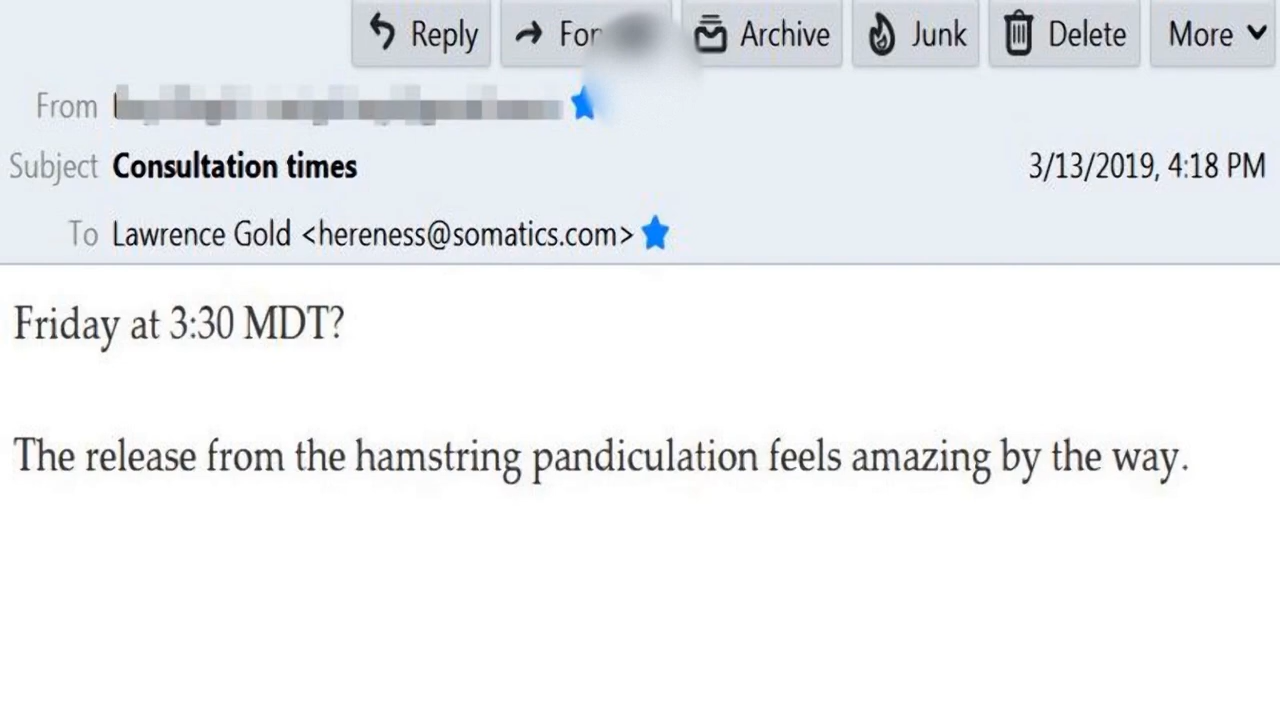 Reply Archive Junk Delete More
From
Subject Consultation times 3/13/2019, 4:18 PM
To Lawrence Gold <hereness@somatics.com>
Friday at 3:30 MDT?
The release from the hamstring pandiculation feels amazing by the way.